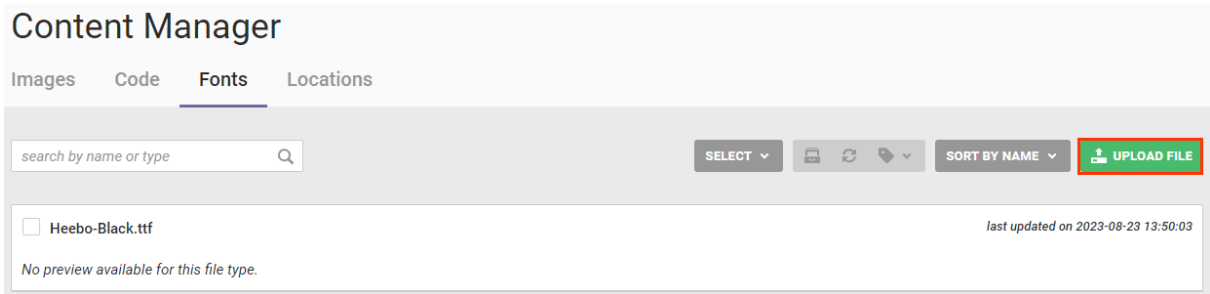 Content Manager
Images Code Fonts Locations
search by name or type SELECT SORT BY NAME UPLOAD FILE
Heebo-Black.ttf last updated on 2023-08-23 13:50:03
No preview available for this file type.